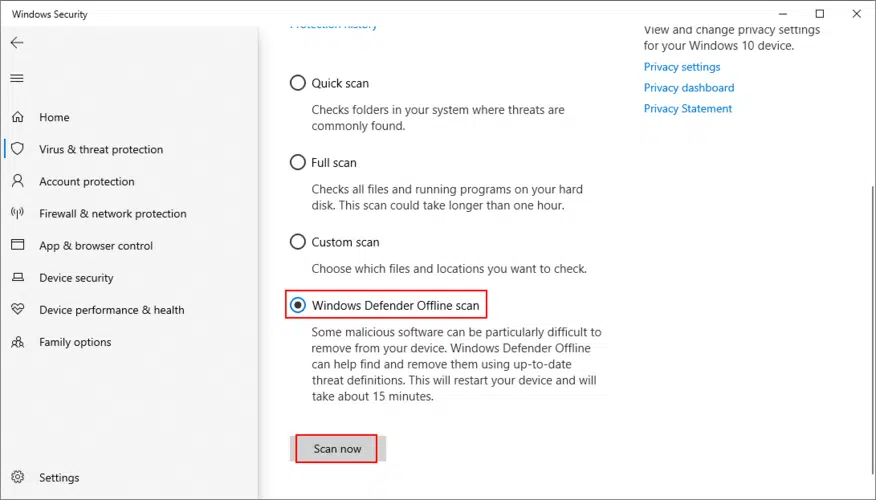 Windows Security
Home
Virus & threat protection
Account protection
Firewall & network protection
App & browser control
Device security
Device performance & health
Family options
Settings
Protection history
Quick scan
Checks folders in your system where threats are
commonly found.
Full scan
Checks all files and running programs on your hard
disk. This scan could take longer than one hour.
Custom scan
Choose which files and locations you want to check.
Windows Defender Offline scan
Some malicious software can be particularly difficult to
remove from your device. Windows Defender Offline
can help find and remove them using up-to-date
threat definitions. This will restart your device and will
take about 15 minutes.
Scan now
View and change privacy settings
for your Windows 10 device.
Privacy settings
Privacy dashboard
Privacy Statement